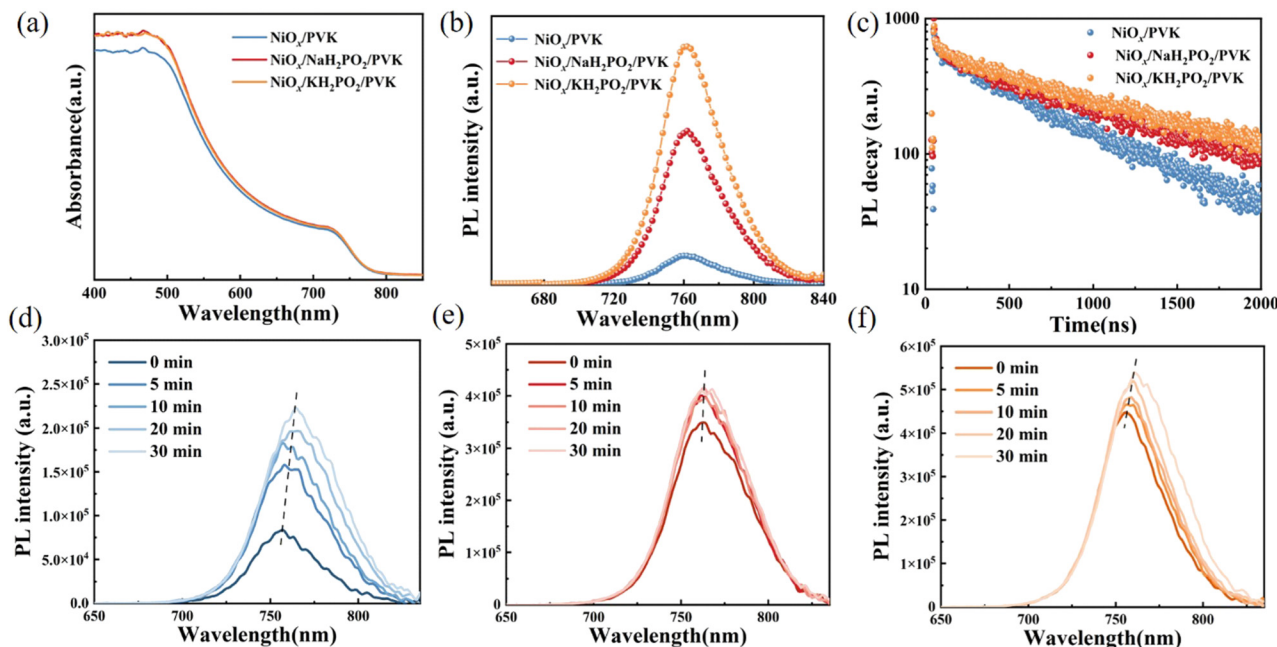 (a)
NiOₓ/PVK
NiOₓ/NaH₂PO₂/PVK
NiOₓ/KH₂PO₂/PVK
Absorbance(a.u.)
400 500 600 700 800
Wavelength(nm)
(b)
NiOₓ/PVK
NiOₓ/NaH₂PO₂/PVK
NiOₓ/KH₂PO₂/PVK
PL intensity (a.u.)
680 720 760 800 840
Wavelength(nm)
(c)
NiOₓ/PVK
NiOₓ/NaH₂PO₂/PVK
NiOₓ/KH₂PO₂/PVK
PL decay (a.u.)
1000
100
10
0 500 1000 1500 2000
Time(ns)
(d)
0 min
5 min
10 min
20 min
30 min
PL intensity (a.u.)
3.0×10⁵
2.5×10⁵
2.0×10⁵
1.5×10⁵
1.0×10⁵
5.0×10⁴
0.0
650 700 750 800
Wavelength(nm)
(e)
0 min
5 min
10 min
20 min
30 min
PL intensity (a.u.)
5×10⁵
4×10⁵
3×10⁵
2×10⁵
1×10⁵
0
650 700 750 800
Wavelength(nm)
(f)
0 min
5 min
10 min
20 min
30 min
PL intensity (a.u.)
6×10⁵
5×10⁵
4×10⁵
3×10⁵
2×10⁵
1×10⁵
0
650 700 750 800
Wavelength(nm)